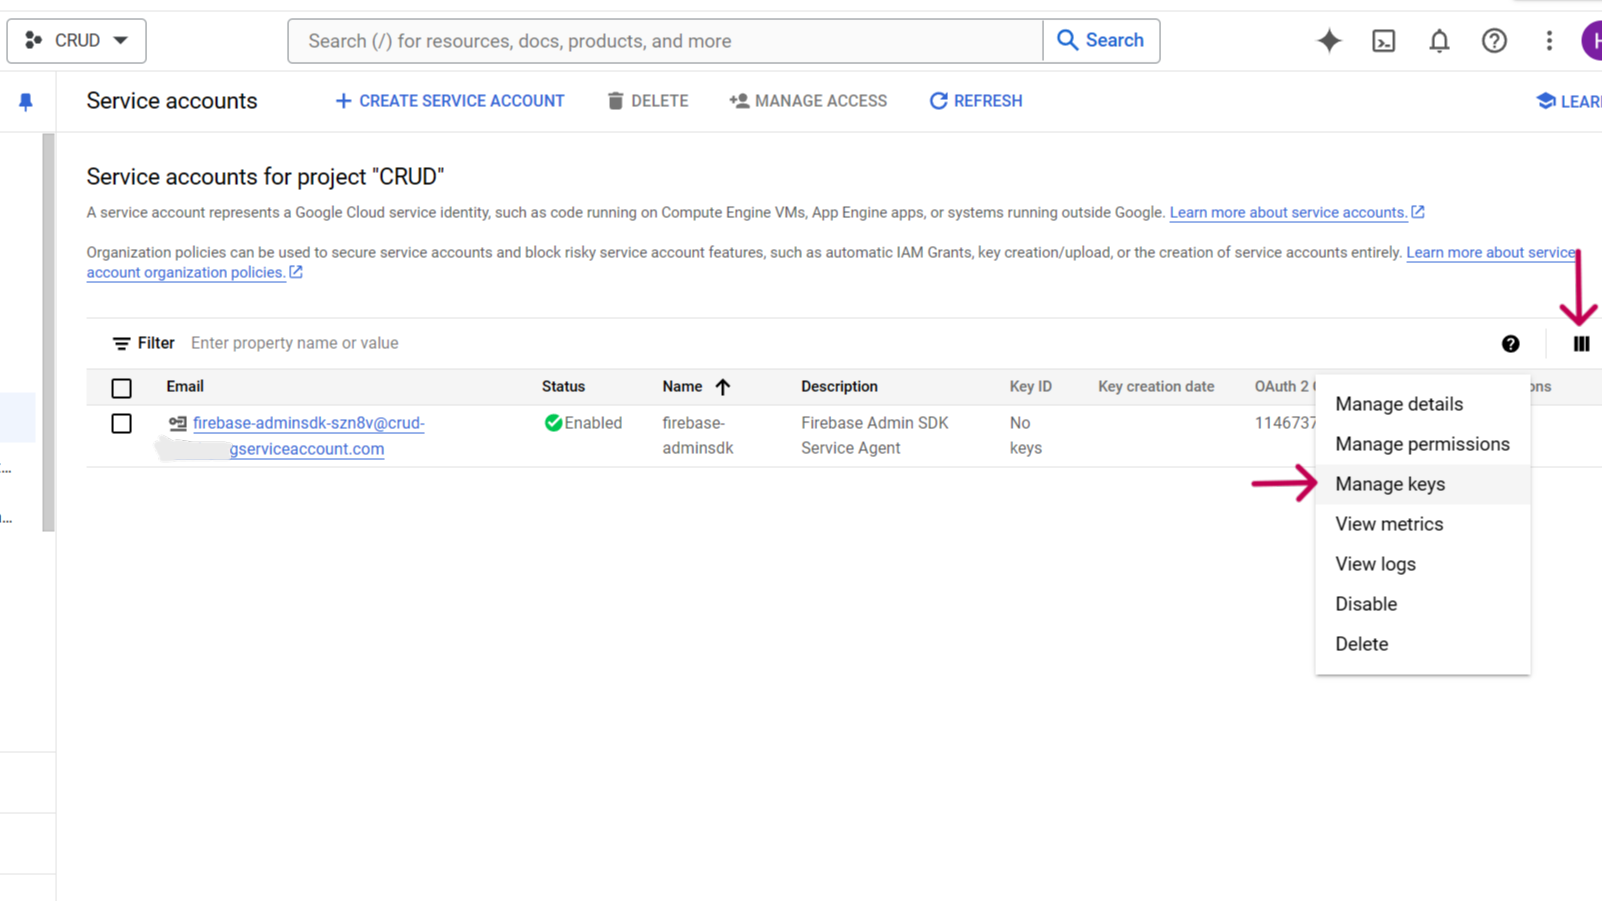 CRUD
Search (/) for resources, docs, products, and more
Search
Service accounts
CREATE SERVICE ACCOUNT
DELETE
MANAGE ACCESS
REFRESH
LEAR
Service accounts for project "CRUD"
A service account represents a Google Cloud service identity, such as code running on Compute Engine VMs, App Engine apps, or systems running outside Google. Learn more about service accounts.
Organization policies can be used to secure service accounts and block risky service account features, such as automatic IAM Grants, key creation/upload, or the creation of service accounts entirely. Learn more about service
account organization policies.
Filter Enter property name or value
Email Status Name Description Key ID Key creation date OAuth 2 ons
firebase-adminsdk-szn8v@crud- Enabled firebase- Firebase Admin SDK No 1146737
gserviceaccount.com adminsdk Service Agent keys
Manage details
Manage permissions
Manage keys
View metrics
View logs
Disable
Delete